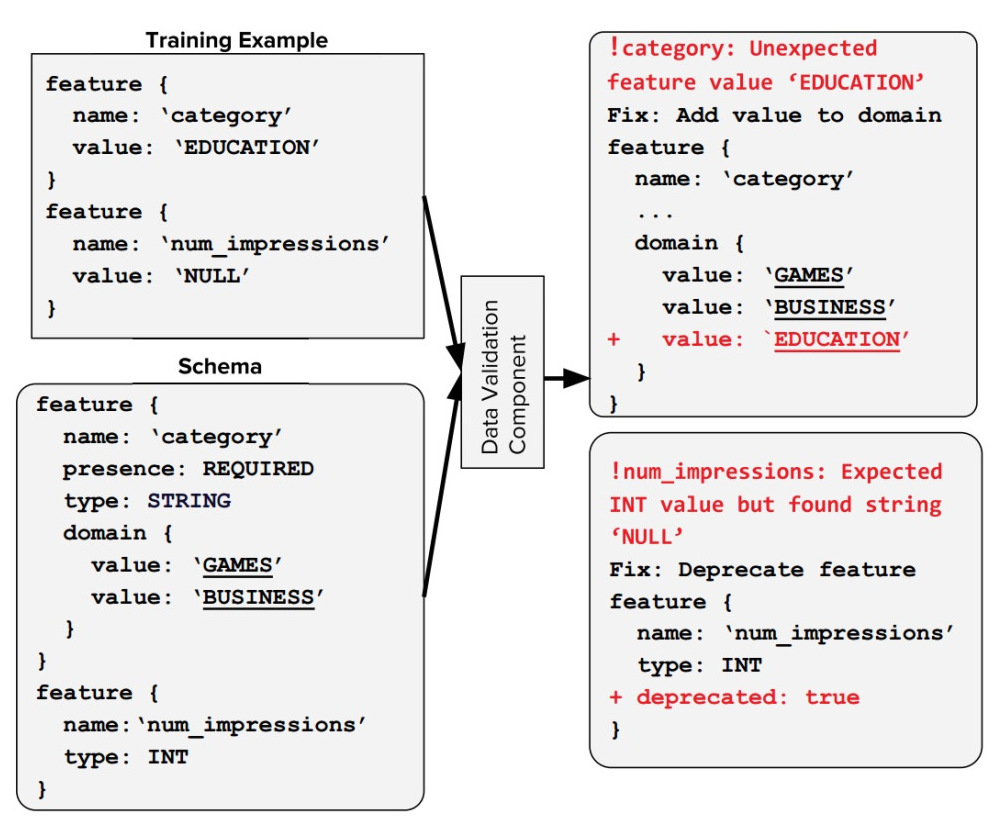 Training Example
feature {
name: ‘category’
value: ‘EDUCATION’
}
feature {
name: ‘num_impressions’
value: ‘NULL’
}
Schema
feature {
name: ‘category’
presence: REQUIRED
type: STRING
domain {
value: ‘GAMES’
value: ‘BUSINESS’
}
}
feature {
name:‘num_impressions’
type: INT
}
Data Validation
Component
!category: Unexpected
feature value ‘EDUCATION’
Fix: Add value to domain
feature {
name: ‘category’
...
domain {
value: ‘GAMES’
value: ‘BUSINESS’
+ value: `EDUCATION’
}
}
!num_impressions: Expected
INT value but found string
‘NULL’
Fix: Deprecate feature
feature {
name: ‘num_impressions’
type: INT
+ deprecated: true
}